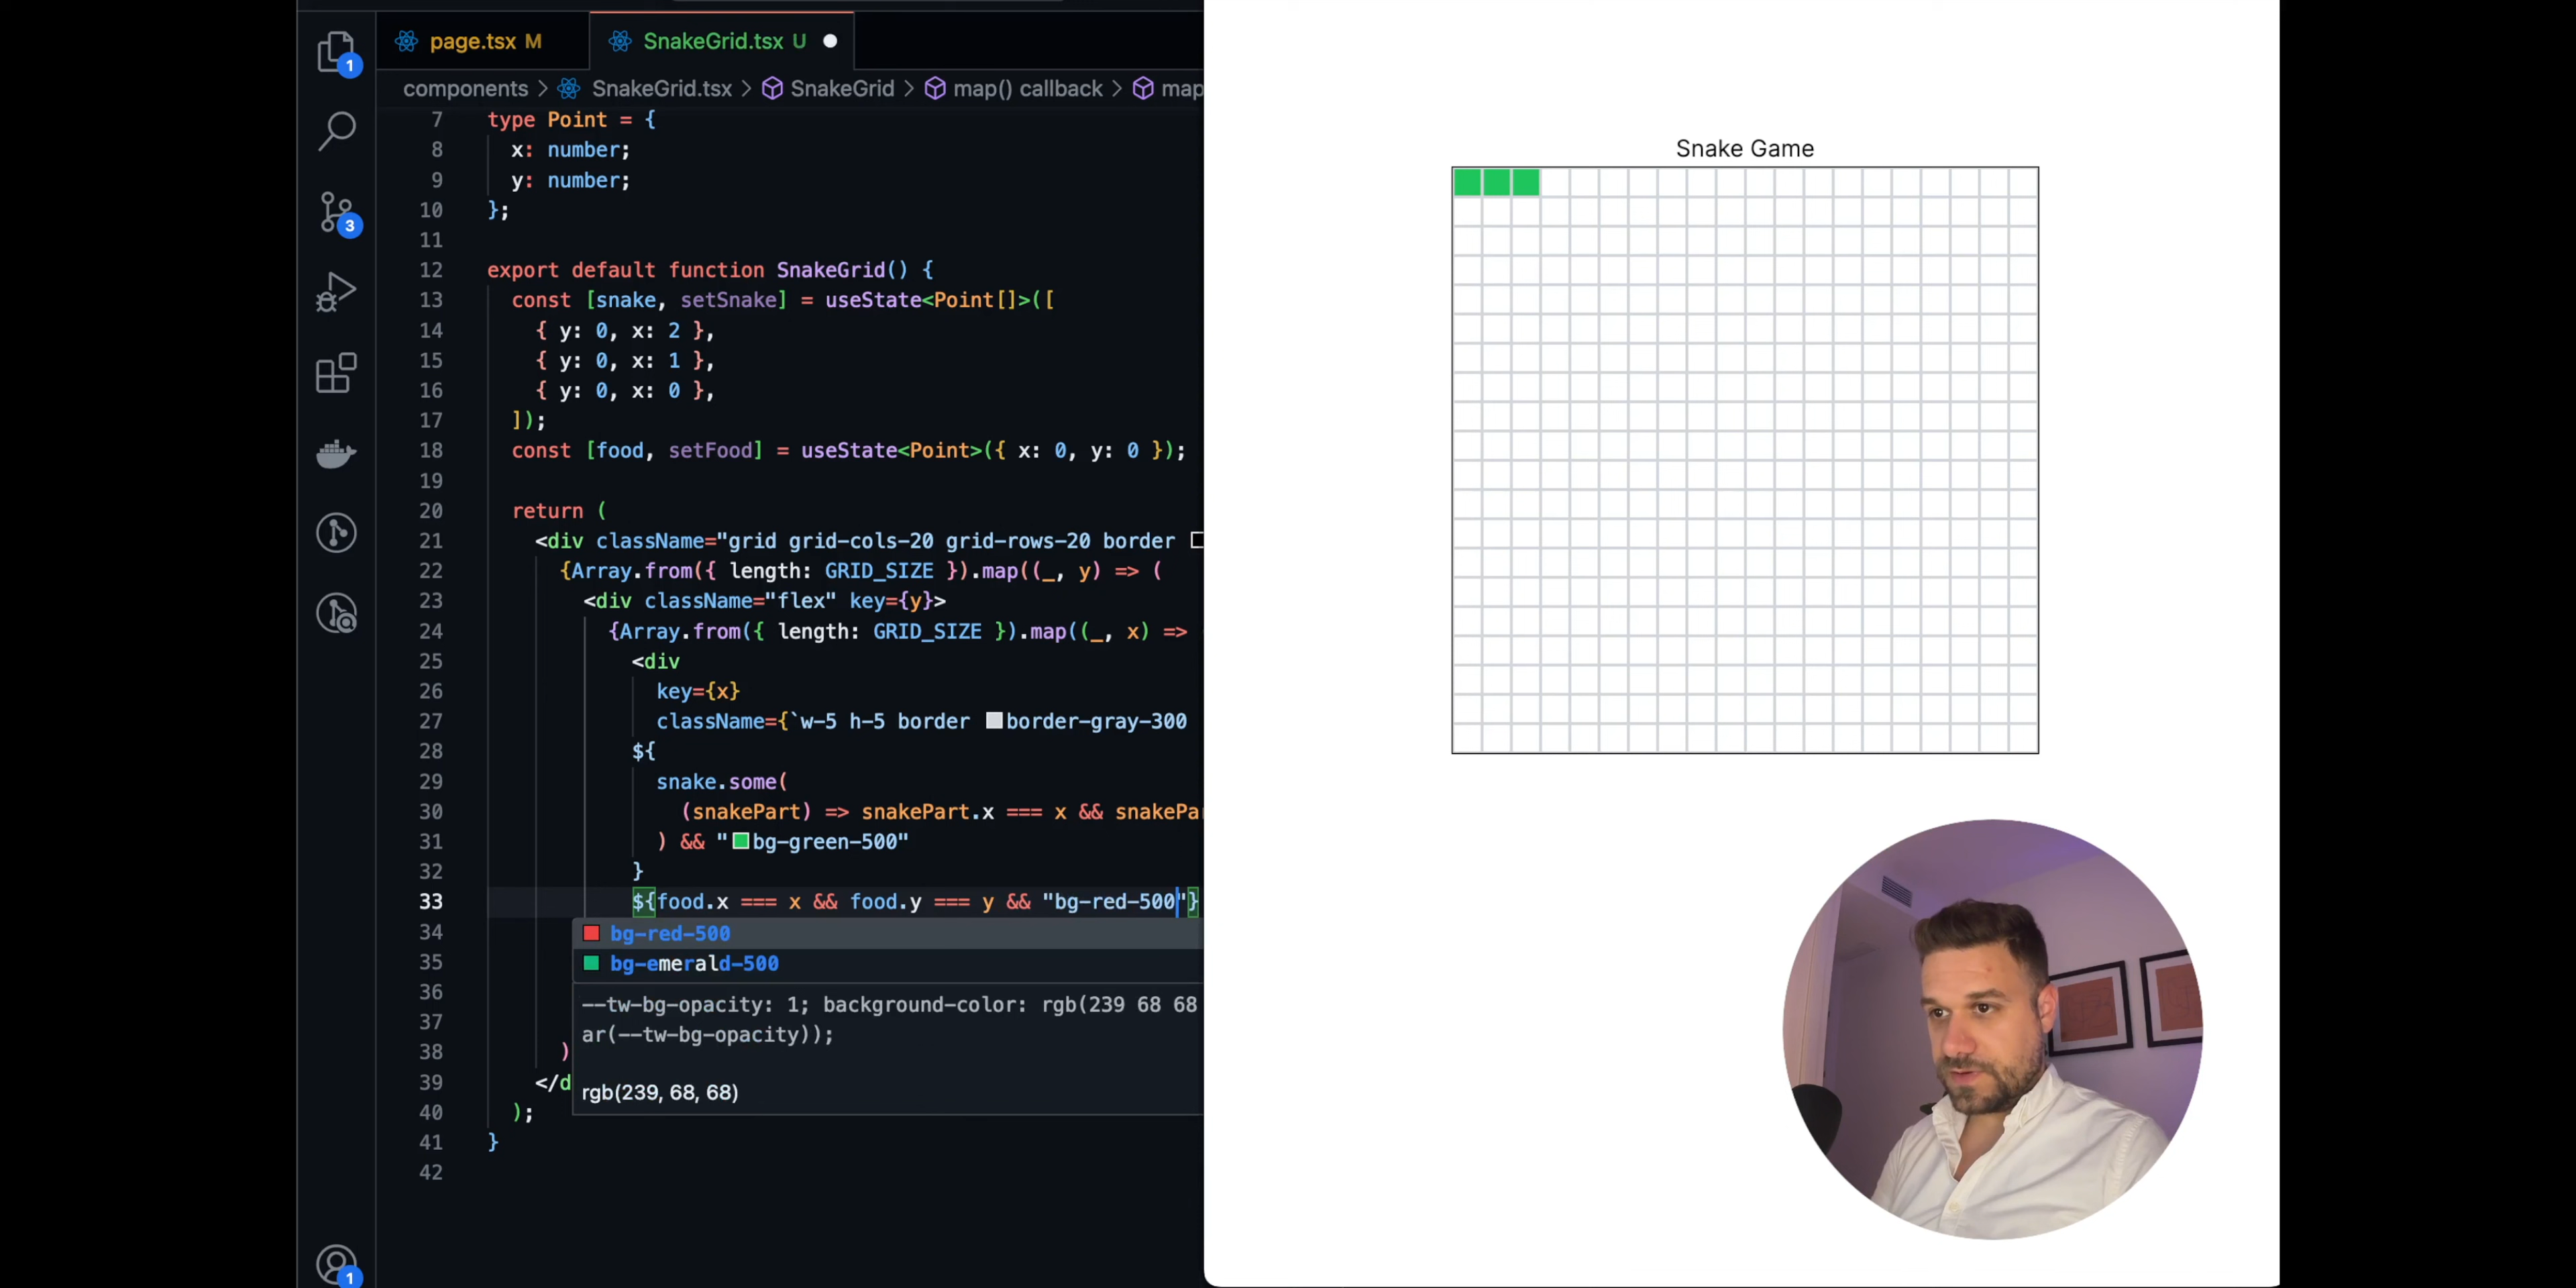 page.tsx M
SnakeGrid.tsx U
components > SnakeGrid.tsx > SnakeGrid > map() callback > map
1
3
1
7 type Point = {
8 x: number;
9 y: number;
10 };
11
12 export default function SnakeGrid() {
13 const [snake, setSnake] = useState<Point[]>([
14 { y: 0, x: 2 },
15 { y: 0, x: 1 },
16 { y: 0, x: 0 },
17 ]);
18 const [food, setFood] = useState<Point>({ x: 0, y: 0 });
19
20 return (
21 <div className="grid grid-cols-20 grid-rows-20 border
22 {Array.from({ length: GRID_SIZE }).map((_, y) => (
23 <div className="flex" key={y}>
24 {Array.from({ length: GRID_SIZE }).map((_, x) =>
25 <div
26 key={x}
27 className={`w-5 h-5 border border-gray-300
28 ${
29 snake.some(
30 (snakePart) => snakePart.x === x && snakePar
31 ) && "bg-green-500"
32 }
33 ${food.x === x && food.y === y && "bg-red-500"}
34 bg-red-500
35 bg-emerald-500
36 --tw-bg-opacity: 1; background-color: rgb(239 68 68
37 ar(--tw-bg-opacity));
38 )
39 </d
rgb(239, 68, 68)
40 );
41 }
42
Snake Game